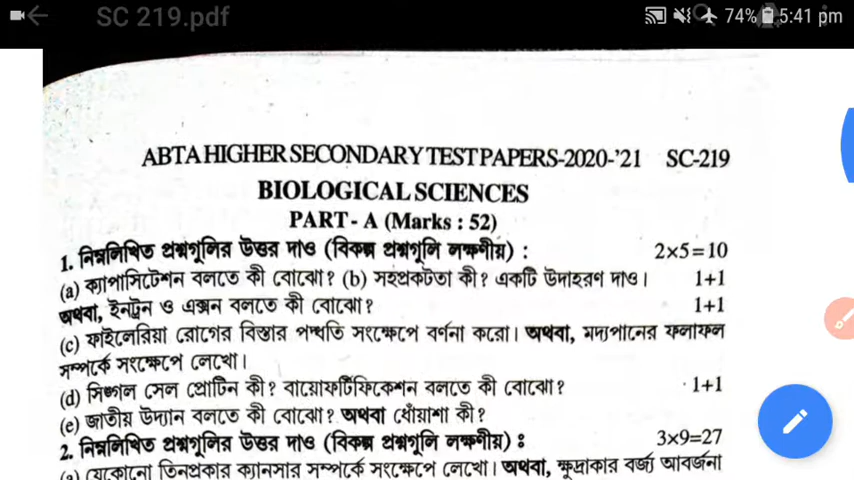 SC 219.pdf
74% 5:41 pm
ABTA HIGHER SECONDARY TEST PAPERS-2020-'21 SC-219
BIOLOGICAL SCIENCES
PART - A (Marks : 52)
1. নিম্নলিখিত প্রশ্নগুলির উত্তর দাও (বিকল্প প্রশ্নগুলি লক্ষণীয়) : 2×5=10
(a) ক্যাপাসিটেশন বলতে কী বোঝো? (b) সহপ্রকটতা কী? একটি উদাহরণ দাও। 1+1
অথবা, ইনট্রন ও এক্সন বলতে কী বোঝো? 1+1
(c) ফাইলেরিয়া রোগের বিস্তার পদ্ধতি সংক্ষেপে বর্ণনা করো। অথবা, মদ্যপানের ফলাফল
সম্পর্কে সংক্ষেপে লেখো।
(d) সিঙ্গল সেল প্রোটিন কী? বায়োফর্টিফিকেশন বলতে কী বোঝো? 1+1
(e) জাতীয় উদ্যান বলতে কী বোঝো? অথবা ধোঁয়াশা কী?
2. নিম্নলিখিত প্রশ্নগুলির উত্তর দাও (বিকল্প প্রশ্নগুলি লক্ষণীয়) : 3×9=27
(a) যেকোনো তিনপ্রকার ক্যানসার সম্পর্কে সংক্ষেপে লেখো। অথবা, ক্ষুদ্রাকার বর্জ্য আবর্জনা